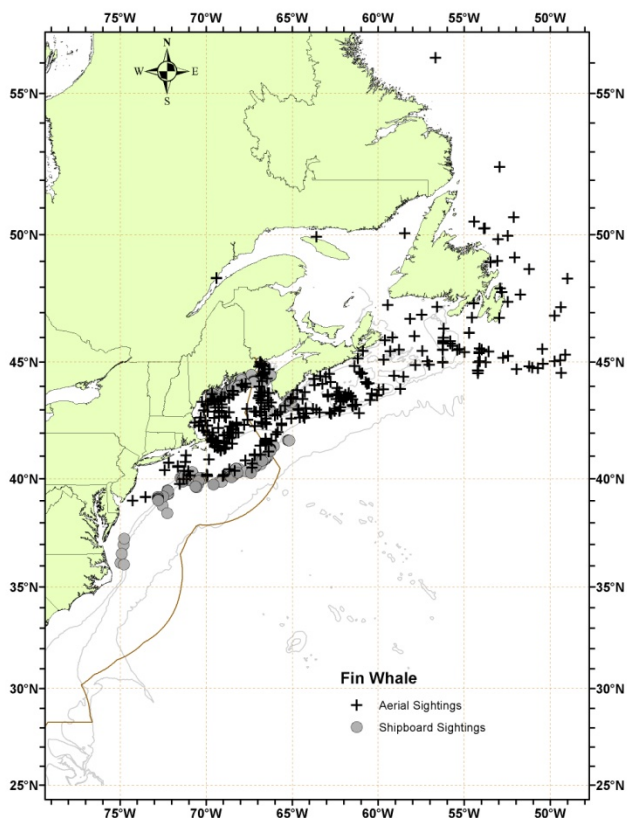 75°W 70°W 65°W 60°W 55°W 50°W
N
W E
S
55°N 55°N
50°N 50°N
45°N 45°N
40°N 40°N
35°N 35°N
30°N 30°N
25°N 25°N
Fin Whale
Aerial Sightings
Shipboard Sightings
75°W 70°W 65°W 60°W 55°W 50°W